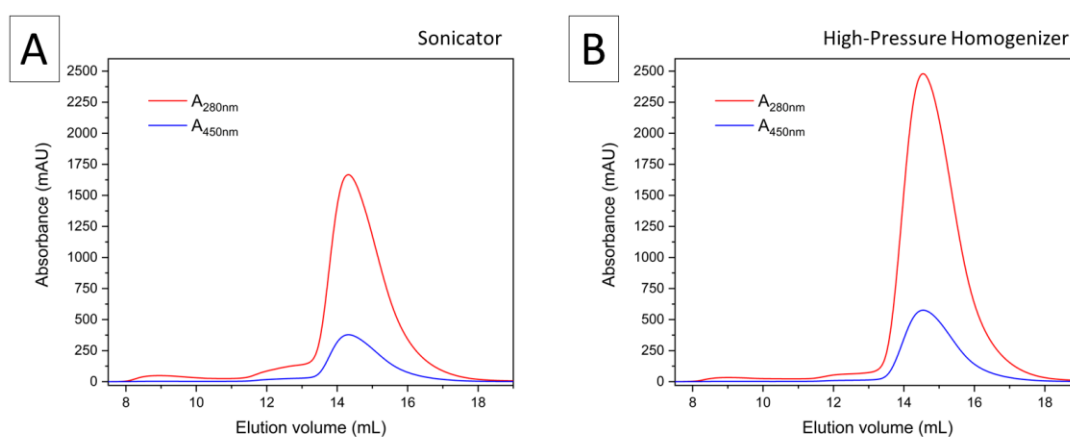 A
Sonicator
2500
2250
2000
1750
1500
1250
1000
750
500
250
0
Absorbance (mAU)
A280nm
A450nm
8 10 12 14 16 18
Elution volume (mL)
B
High-Pressure Homogenizer
2500
2250
2000
1750
1500
1250
1000
750
500
250
0
Absorbance (mAU)
A280nm
A450nm
8 10 12 14 16 18
Elution volume (mL)